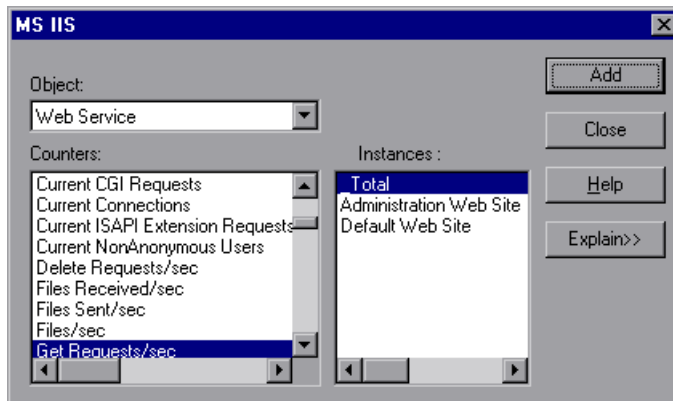 MS IIS
Object:
Web Service
Counters:
Current CGI Requests
Current Connections
Current ISAPI Extension Requests
Current NonAnonymous Users
Delete Requests/sec
Files Received/sec
Files Sent/sec
Files/sec
Get Requests/sec
Instances :
_Total
Administration Web Site
Default Web Site
Add
Close
Help
Explain>>